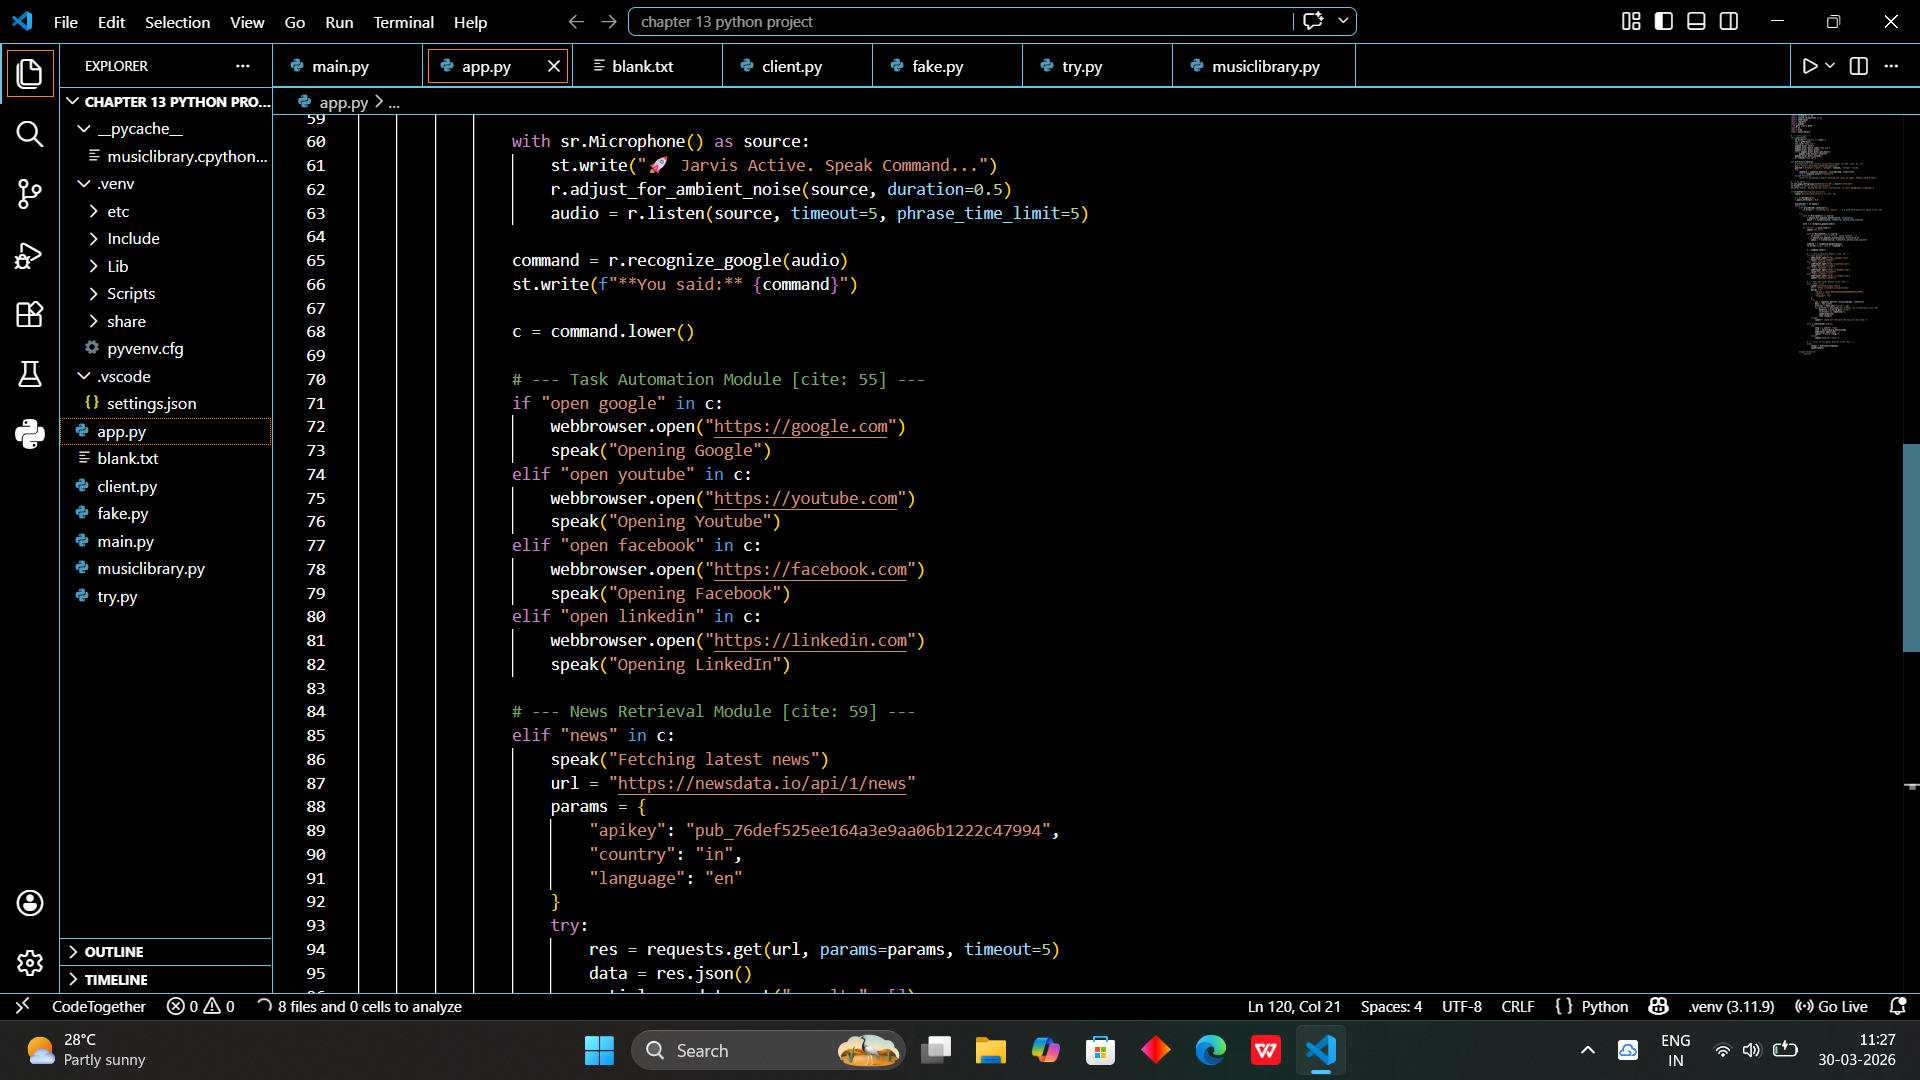 File Edit Selection View Go Run Terminal Help
chapter 13 python project
EXPLORER
main.py app.py blank.txt client.py fake.py try.py musiclibrary.py
CHAPTER 13 PYTHON PRO...
app.py > ...
__pycache__
musiclibrary.cpython...
.venv
etc
Include
Lib
Scripts
share
pyvenv.cfg
.vscode
settings.json
app.py
blank.txt
client.py
fake.py
main.py
musiclibrary.py
try.py
OUTLINE
TIMELINE
59
60 with sr.Microphone() as source:
61 st.write("🚀 Jarvis Active. Speak Command...")
62 r.adjust_for_ambient_noise(source, duration=0.5)
63 audio = r.listen(source, timeout=5, phrase_time_limit=5)
64
65 command = r.recognize_google(audio)
66 st.write(f"**You said:** {command}")
67
68 c = command.lower()
69
70 # --- Task Automation Module [cite: 55] ---
71 if "open google" in c:
72 webbrowser.open("https://google.com")
73 speak("Opening Google")
74 elif "open youtube" in c:
75 webbrowser.open("https://youtube.com")
76 speak("Opening Youtube")
77 elif "open facebook" in c:
78 webbrowser.open("https://facebook.com")
79 speak("Opening Facebook")
80 elif "open linkedin" in c:
81 webbrowser.open("https://linkedin.com")
82 speak("Opening LinkedIn")
83
84 # --- News Retrieval Module [cite: 59] ---
85 elif "news" in c:
86 speak("Fetching latest news")
87 url = "https://newsdata.io/api/1/news"
88 params = {
89 "apikey": "pub_76def525ee164a3e9aa06b1222c47994",
90 "country": "in",
91 "language": "en"
92 }
93 try:
94 res = requests.get(url, params=params, timeout=5)
95 data = res.json()
CodeTogether 0 0 8 files and 0 cells to analyze Ln 120, Col 21 Spaces: 4 UTF-8 CRLF {} Python .venv (3.11.9) Go Live
28°C
Partly sunny
Search
ENG
IN
11:27
30-03-2026